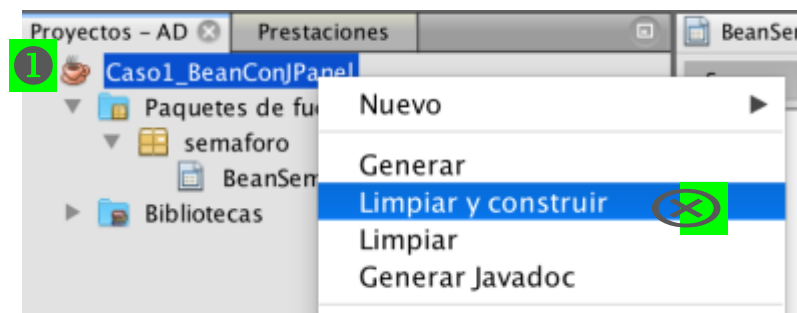 Proyectos – AD
Prestaciones
BeanSe
1
Caso1_BeanConJPanel
Paquetes de fu
semaforo
BeanSem
Bibliotecas
Nuevo
Generar
Limpiar y construir
Limpiar
Generar Javadoc